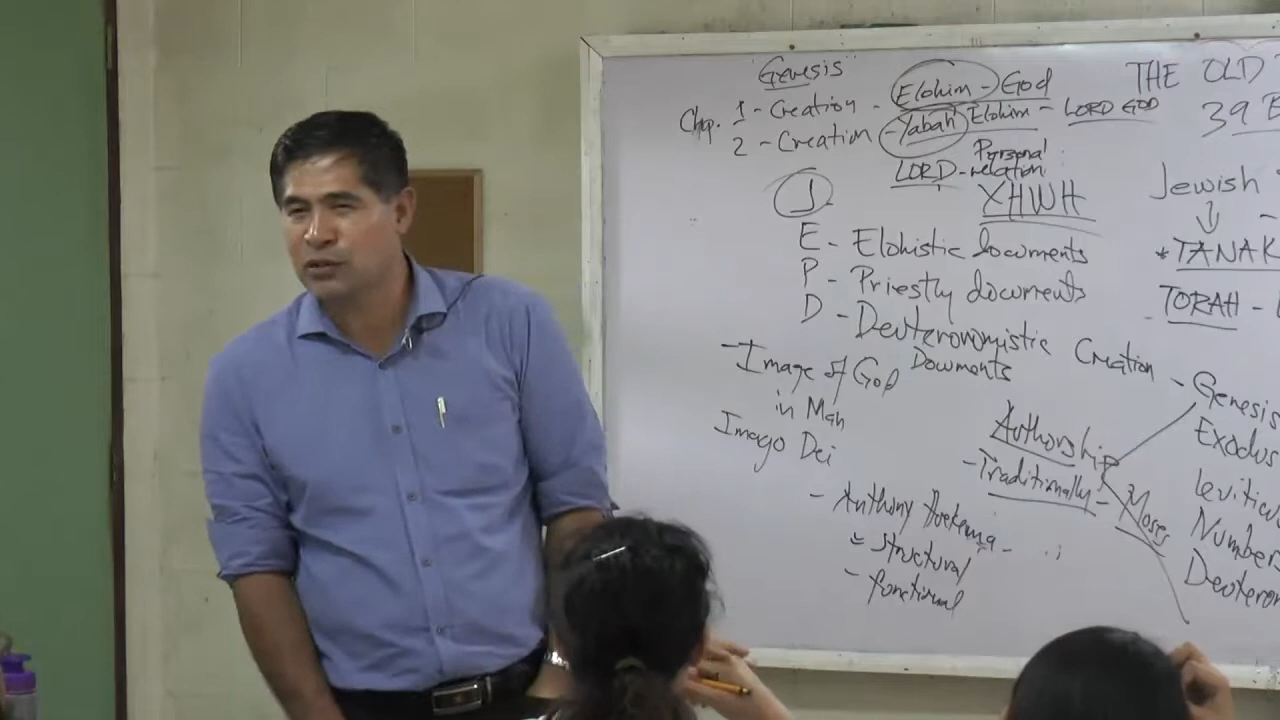 "Genesis"
Chap. 1 - Creation - Elohim - God
2 - Creation - Yabah Elohim - LORD GOD
Personal
LORD - relation
J YHWH
E - Elohistic documents
P - Priestly documents
D - Deuteronomistic
Documents
- Image of God
in Man
Imago Dei
- Anthony Hoekema -
- structural
- functional
THE OLD
39
Jewish
* TANAK
TORAH -
Creation - Genesis
Exodus
Authorship
- Traditionally - Moses
Levitic
Numbers
Deuteron